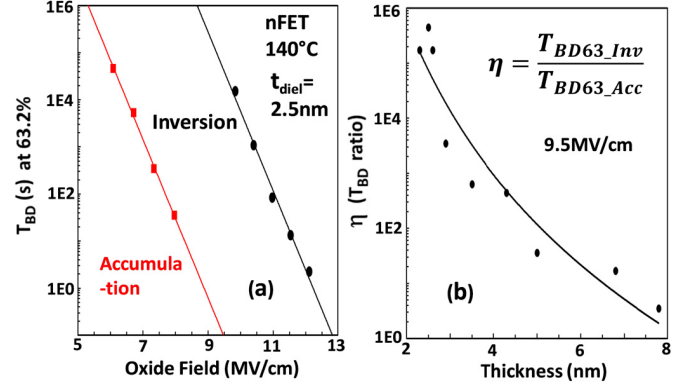 1E6
1E4
1E2
1E0
T_BD (s) at 63.2%
nFET
140°C
t_diel=
2.5nm
Inversion
Accumula
-tion
(a)
5 7 9 11 13
Oxide Field (MV/cm)
1E6
1E4
1E2
1E0
η (T_BD ratio)
η = T_BD63_Inv
T_BD63_Acc
9.5MV/cm
(b)
2 4 6 8
Thickness (nm)